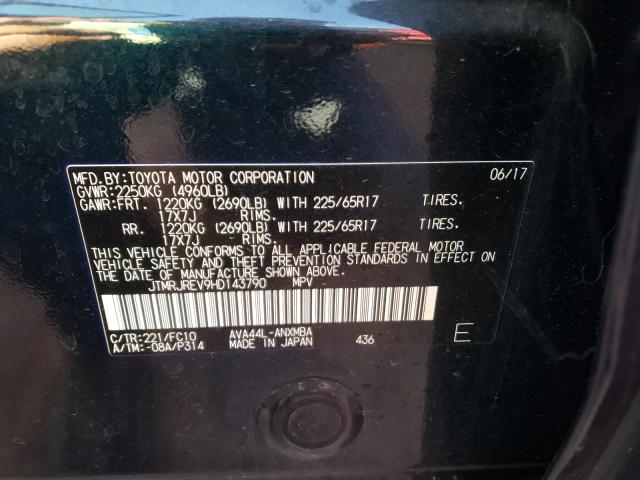 MFD.BY:TOYOTA MOTOR CORPORATION 06/17
GVWR:2250KG (4960LB)
GAWR:FRT. 1220KG (2690LB) WITH 225/65R17 TIRES.
17X7J RIMS.
RR. 1220KG (2690LB) WITH 225/65R17 TIRES.
17X7J RIMS.
THIS VEHICLE CONFORMS TO ALL APPLICABLE FEDERAL MOTOR
VEHICLE SAFETY AND THEFT PREVENTION STANDARDS IN EFFECT ON
THE DATE OF MANUFACTURE SHOWN ABOVE.
JTMRJREV9HD143790 MPV
C/TR:221/FC10 AVA44L-ANXMBA
A/TM:-08A/P314 MADE IN JAPAN 436 E